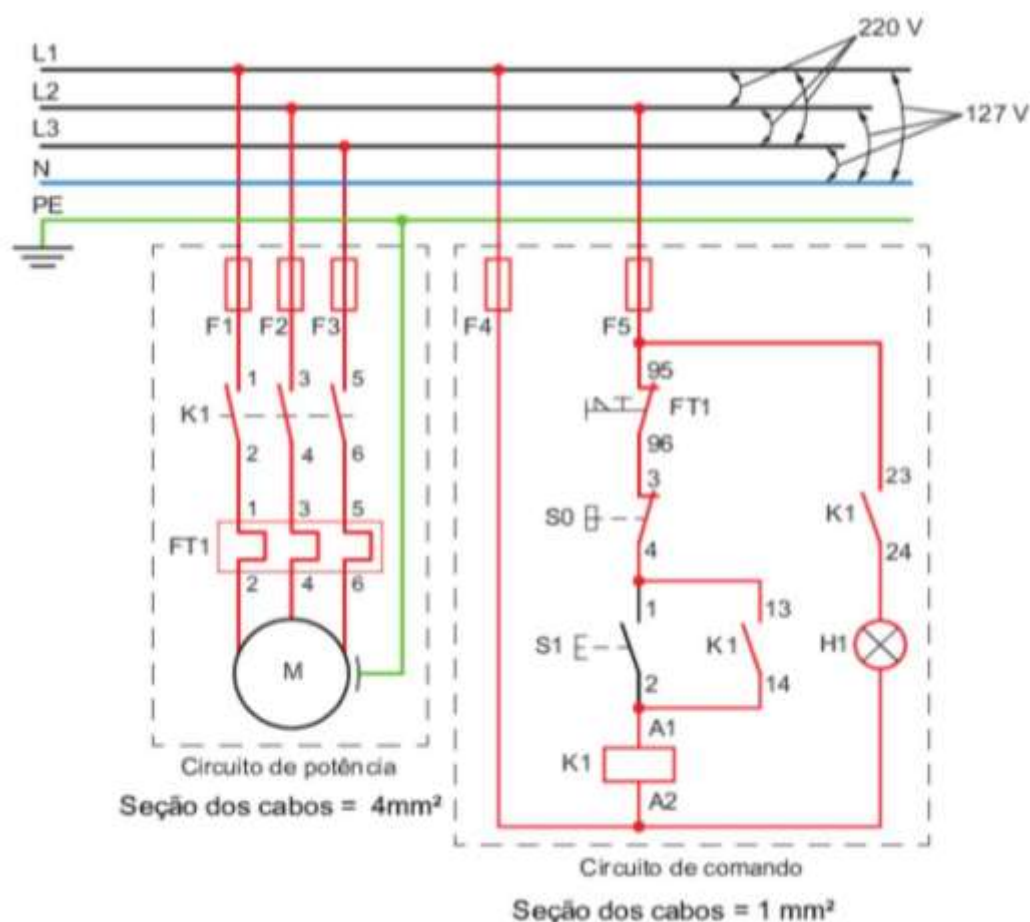 220 V
L1
L2
L3
127 V
N
PE
F1 F2 F3 F4 F5
95
1 3 5 FT1
K1 96
2 4 6 23
3
1 3 5 S0 K1
FT1 4 24
2 4 6
1 13
S1 K1 H1
M 2 14
A1
K1
A2
Circuito de potência
Seção dos cabos = 4mm²
Circuito de comando
Seção dos cabos = 1 mm²